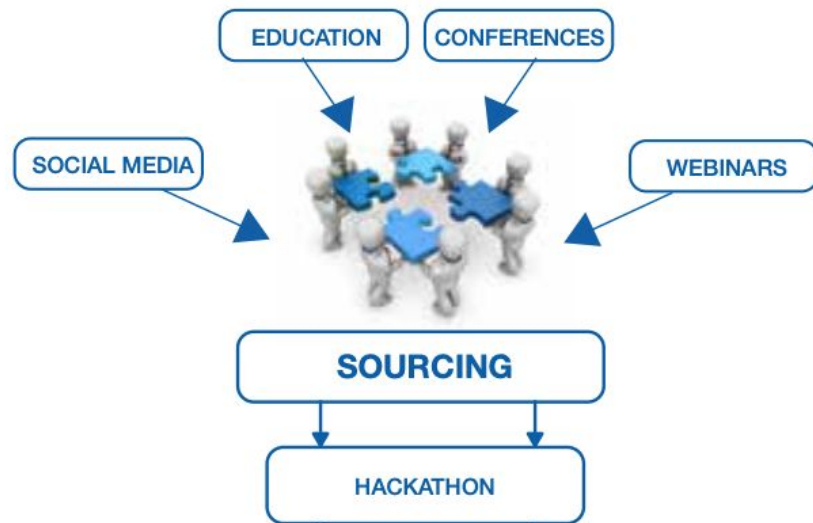 EDUCATION
CONFERENCES
SOCIAL MEDIA
WEBINARS
SOURCING
HACKATHON